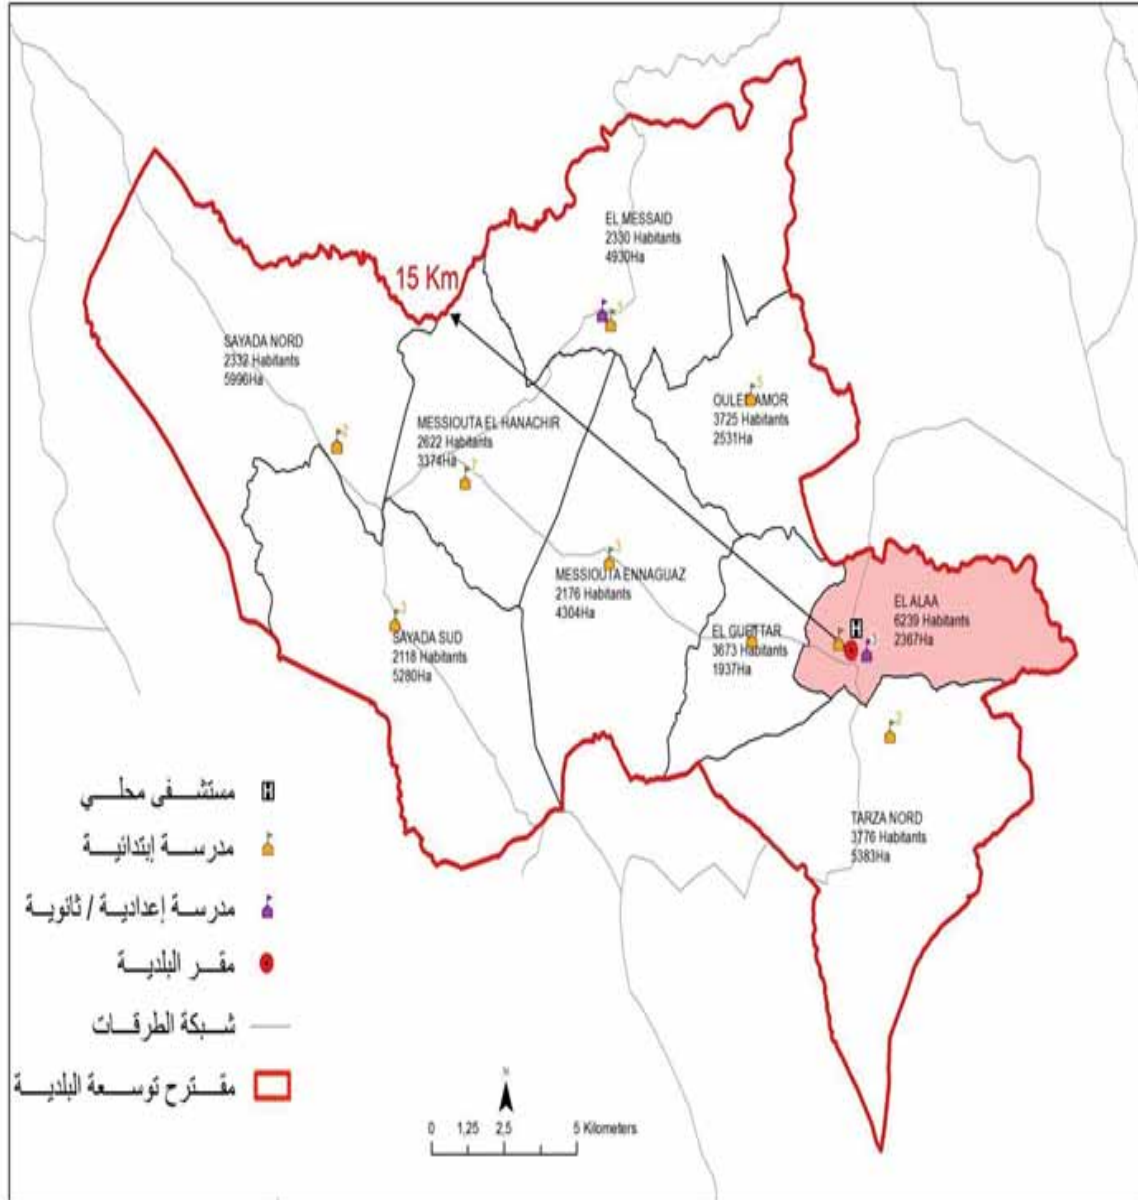 EL MESSAID
2330 Habitants
4930Ha
15 Km
SAYADA NORD
2332 Habitants
5996Ha
OULED AMOR
3725 Habitants
2531Ha
MESSIOUTA EL HANACHIR
2622 Habitants
3374Ha
MESSIOUTA ENNAGUAZ
2176 Habitants
4304Ha
EL ALAA
6239 Habitants
2367Ha
EL GUETTAR
3673 Habitants
1937Ha
SAYADA SUD
2118 Habitants
5280Ha
TARZA NORD
3776 Habitants
5383Ha
مستشفى محلي
H
مدرسة إبتدائية
مدرسة إعدادية / ثانوية
مقر البلدية
شبكة الطرقات
مقترح توسعة البلدية
N
0 1,25 2,5 5 Kilometers